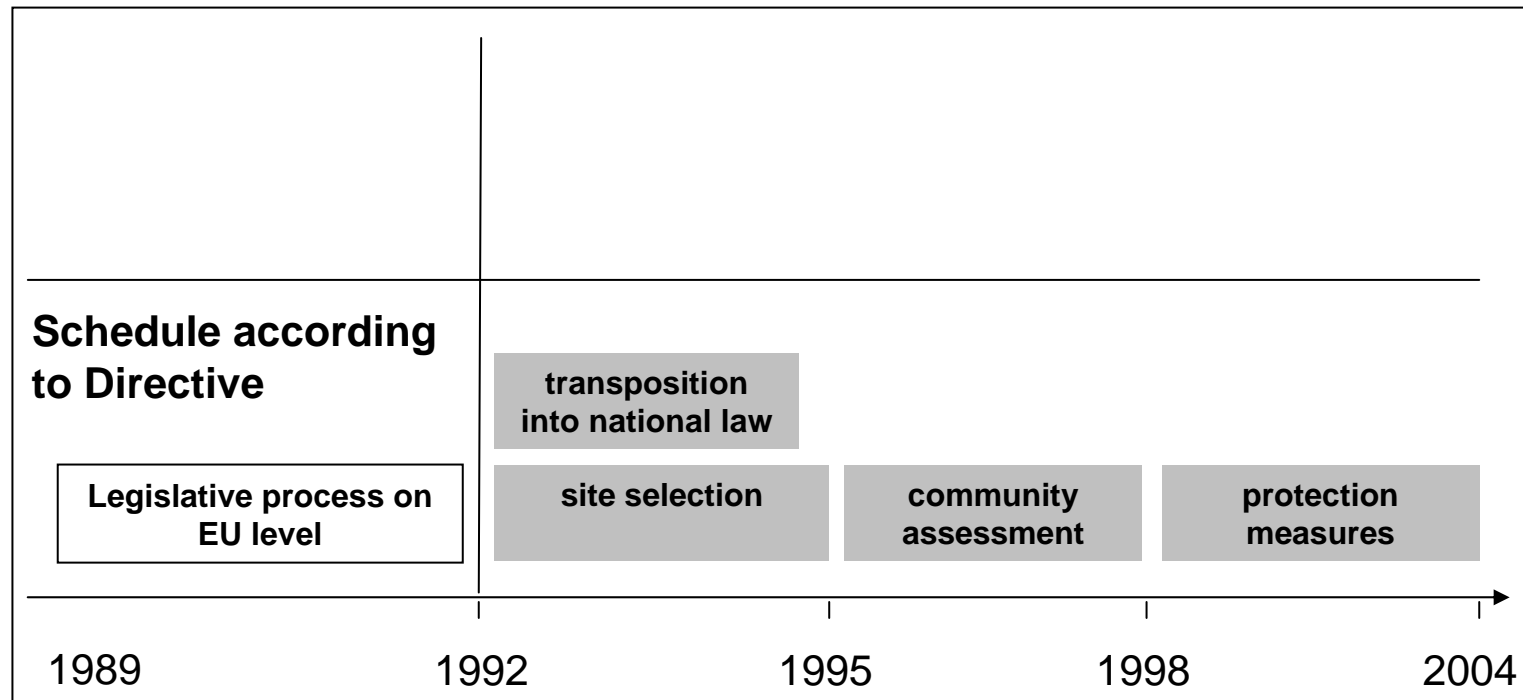 Schedule according
to Directive
transposition
into national law
Legislative process on
EU level
site selection
community
assessment
protection
measures
1989
1992
1995
1998
2004